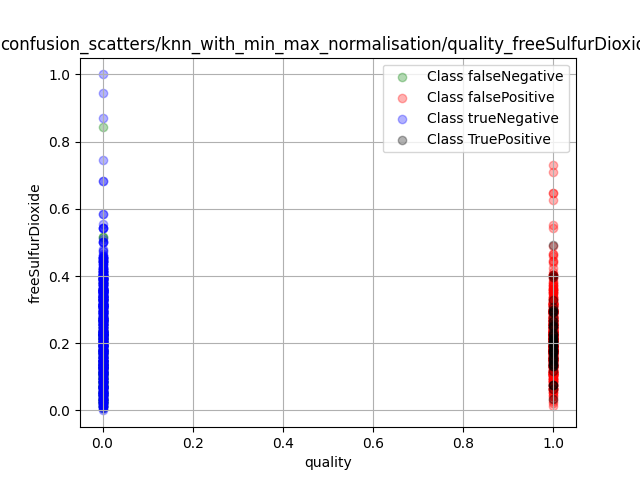 confusion_scatters/knn_with_min_max_normalisation/quality_freeSulfurDioxide
Class falseNegative
Class falsePositive
Class trueNegative
Class TruePositive
freeSulfurDioxide
1.0
0.8
0.6
0.4
0.2
0.0
0.0 0.2 0.4 0.6 0.8 1.0
quality